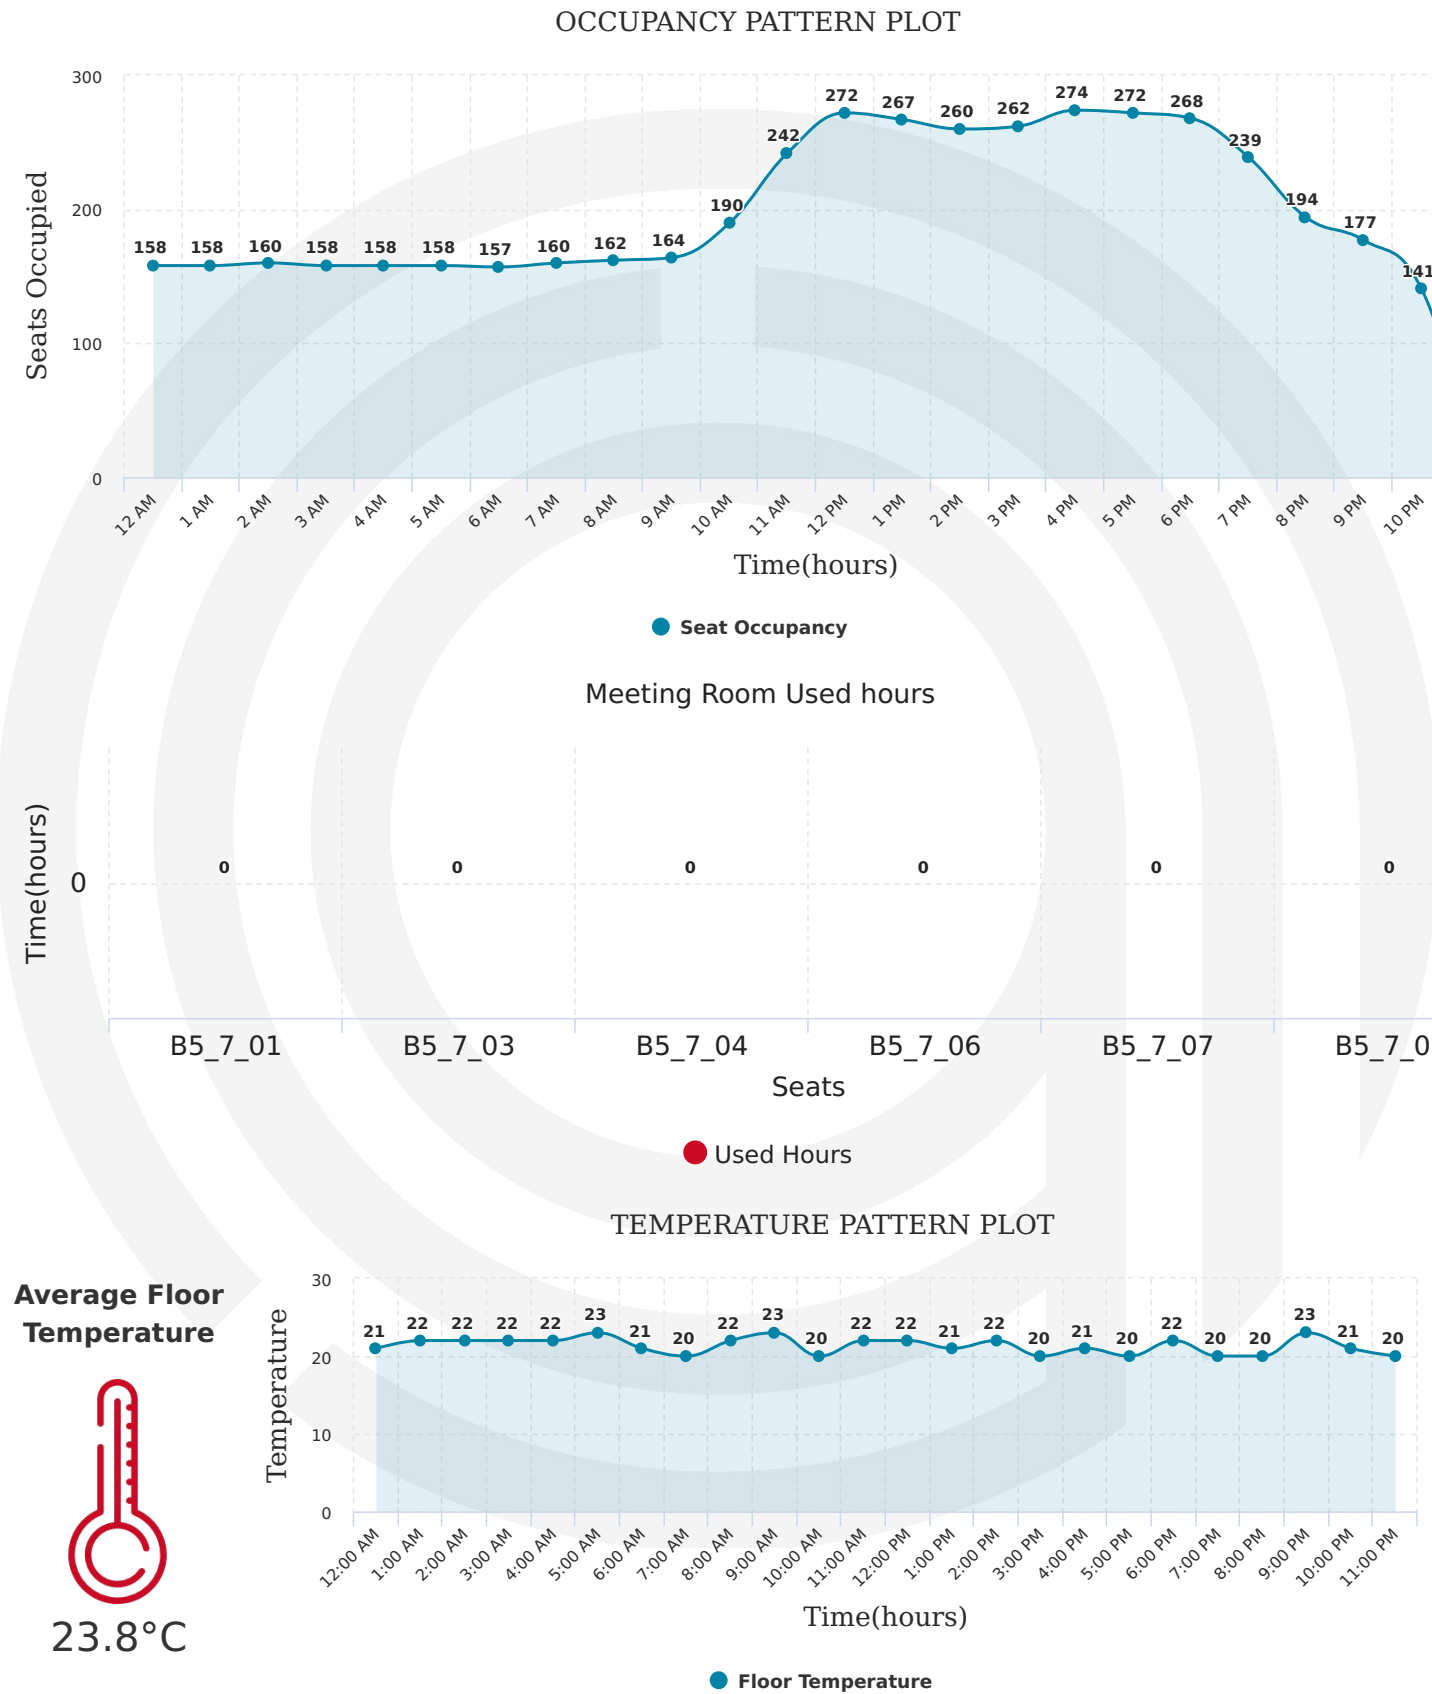 OCCUPANCY PATTERN PLOT
Seats Occupied
300
200
100
0
158 158 160 158 158 158 157 160 162 164 190 242 272 267 260 262 274 272 268 239 194 177 141
12 AM 1 AM 2 AM 3 AM 4 AM 5 AM 6 AM 7 AM 8 AM 9 AM 10 AM 11 AM 12 PM 1 PM 2 PM 3 PM 4 PM 5 PM 6 PM 7 PM 8 PM 9 PM 10 PM
Time(hours)
Seat Occupancy
Meeting Room Used hours
Time(hours)
0
0 0 0 0 0 0
B5_7_01 B5_7_03 B5_7_04 B5_7_06 B5_7_07 B5_7_0
Seats
Used Hours
TEMPERATURE PATTERN PLOT
Average Floor
Temperature
23.8°C
Temperature
30
20
10
0
21 22 22 22 22 23 21 20 22 23 20 22 22 21 22 20 21 20 22 20 20 23 21 20
12:00 AM 1:00 AM 2:00 AM 3:00 AM 4:00 AM 5:00 AM 6:00 AM 7:00 AM 8:00 AM 9:00 AM 10:00 AM 11:00 AM 12:00 PM 1:00 PM 2:00 PM 3:00 PM 4:00 PM 5:00 PM 6:00 PM 7:00 PM 8:00 PM 9:00 PM 10:00 PM 11:00 PM
Time(hours)
Floor Temperature